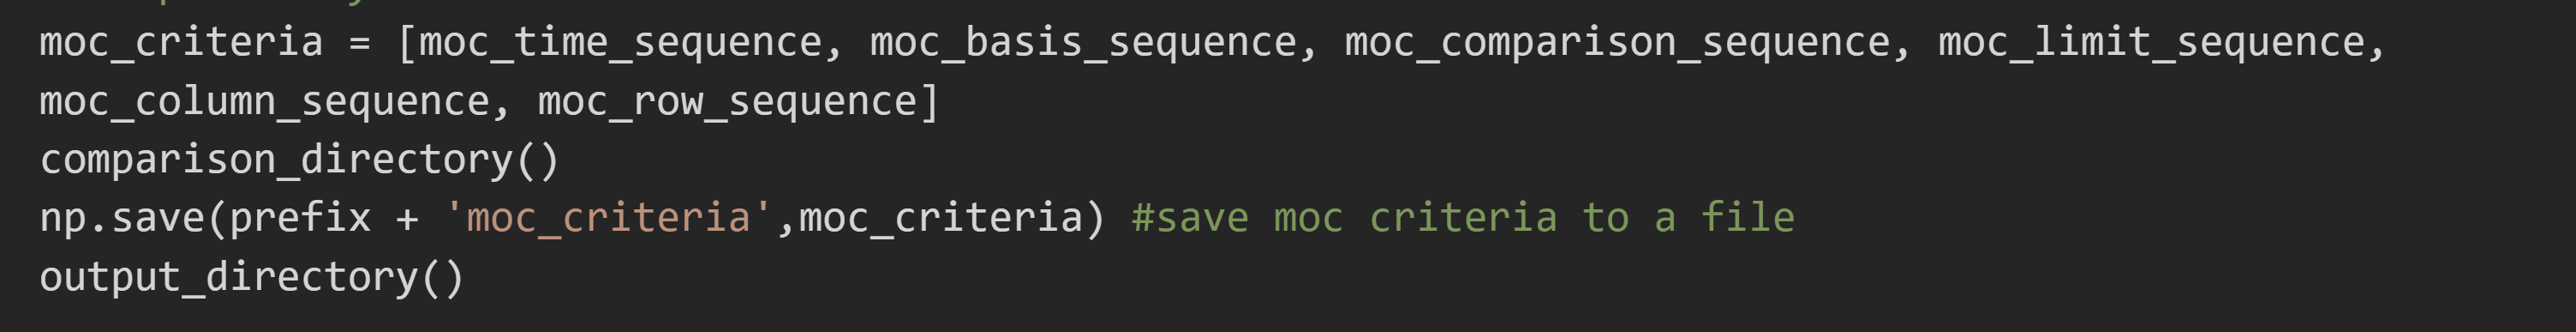 moc_criteria = [moc_time_sequence, moc_basis_sequence, moc_comparison_sequence, moc_limit_sequence,
moc_column_sequence, moc_row_sequence]
comparison_directory()
np.save(prefix + 'moc_criteria',moc_criteria) #save moc criteria to a file
output_directory()